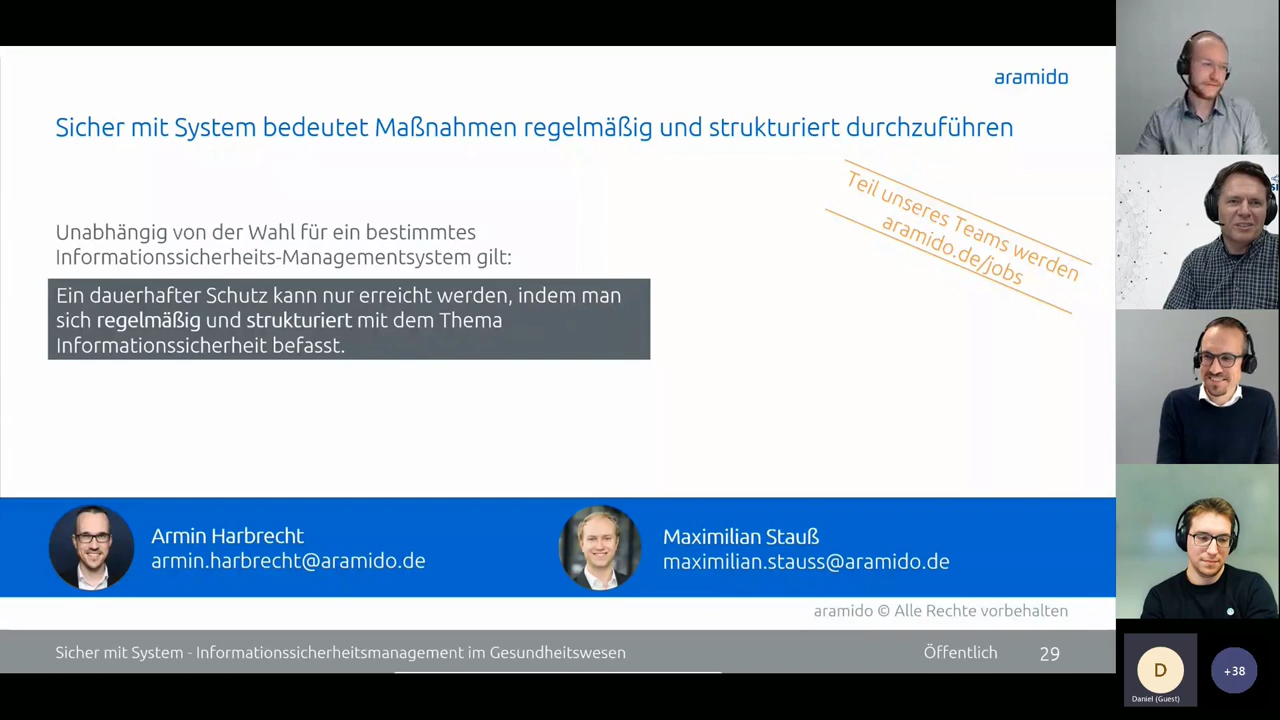 aramido
Sicher mit System bedeutet Maßnahmen regelmäßig und strukturiert durchzuführen
Teil unseres Teams werden
aramido.de/jobs
Unabhängig von der Wahl für ein bestimmtes
Informationssicherheits-Managementsystem gilt:
Ein dauerhafter Schutz kann nur erreicht werden, indem man
sich regelmäßig und strukturiert mit dem Thema
Informationssicherheit befasst.
Armin Harbrecht
armin.harbrecht@aramido.de
Maximilian Stauß
maximilian.stauss@aramido.de
aramido © Alle Rechte vorbehalten
Sicher mit System - Informationssicherheitsmanagement im Gesundheitswesen
Öffentlich
29
D
Daniel (Guest)
+38